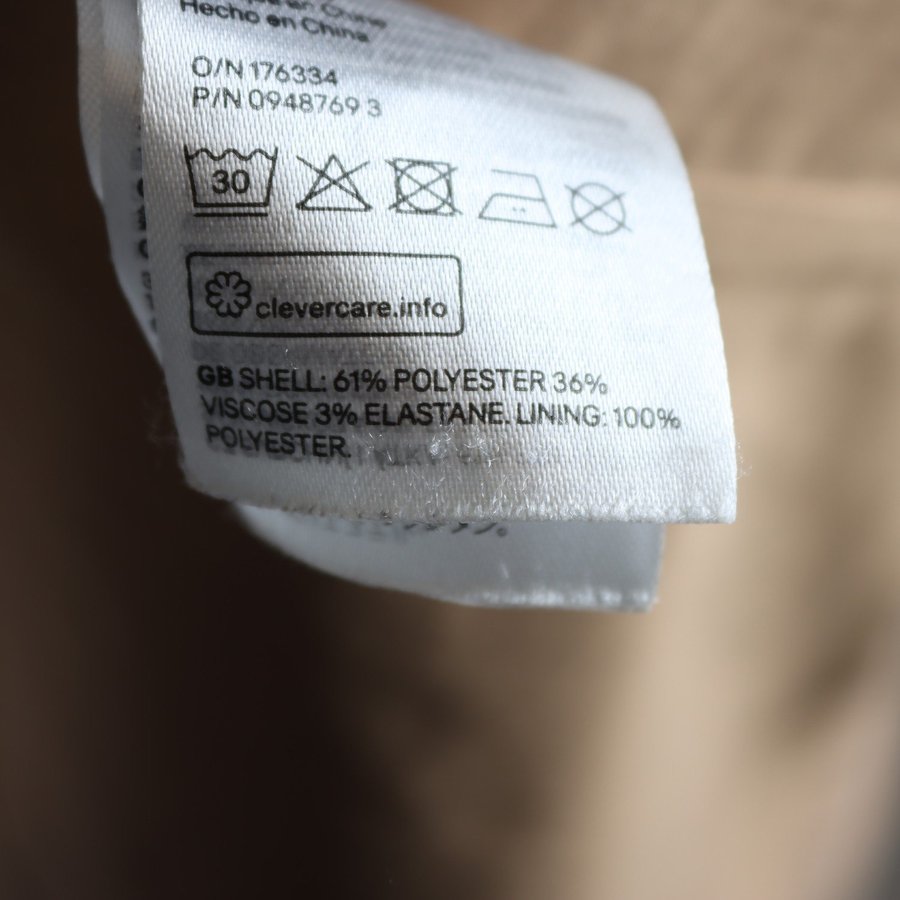 Hecho en China
O/N 176334
P/N 0948769 3
30
clevercare.info
GB SHELL: 61% POLYESTER 36%
VISCOSE 3% ELASTANE. LINING: 100%
POLYESTER.